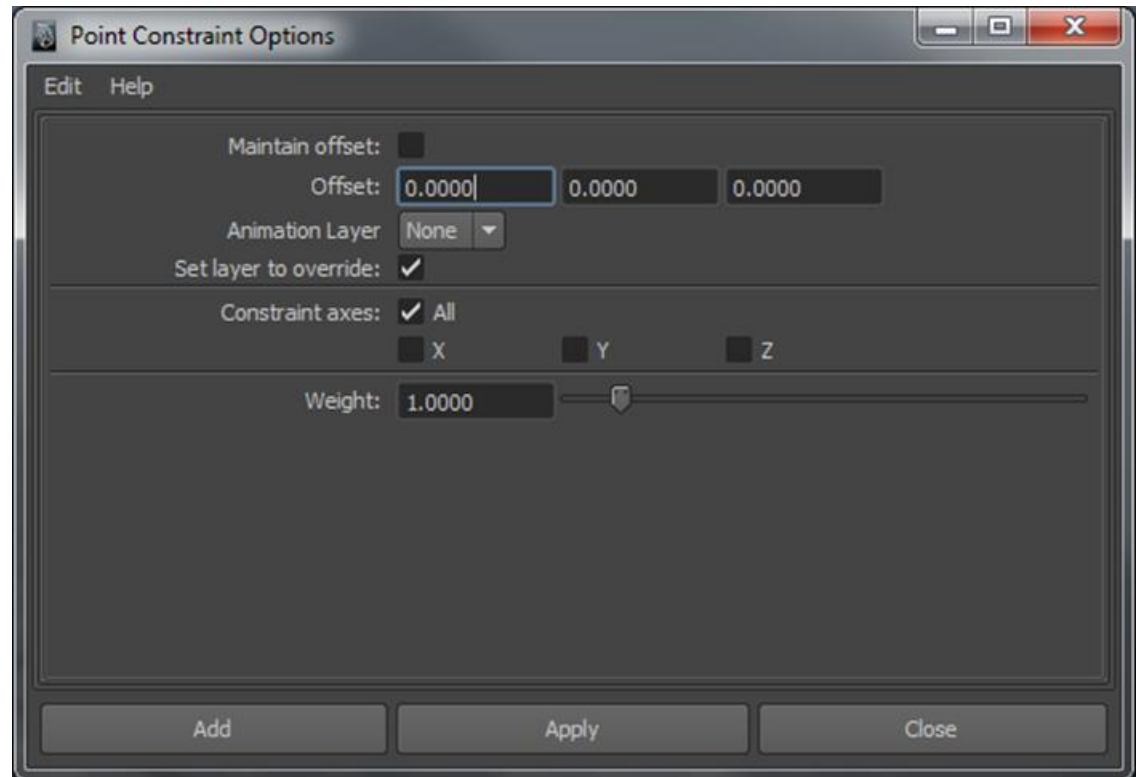 Point Constraint Options
Edit Help
Maintain offset:
Offset: 0.0000 0.0000 0.0000
Animation Layer None
Set layer to override:
Constraint axes: All
X Y Z
Weight: 1.0000
Add Apply Close